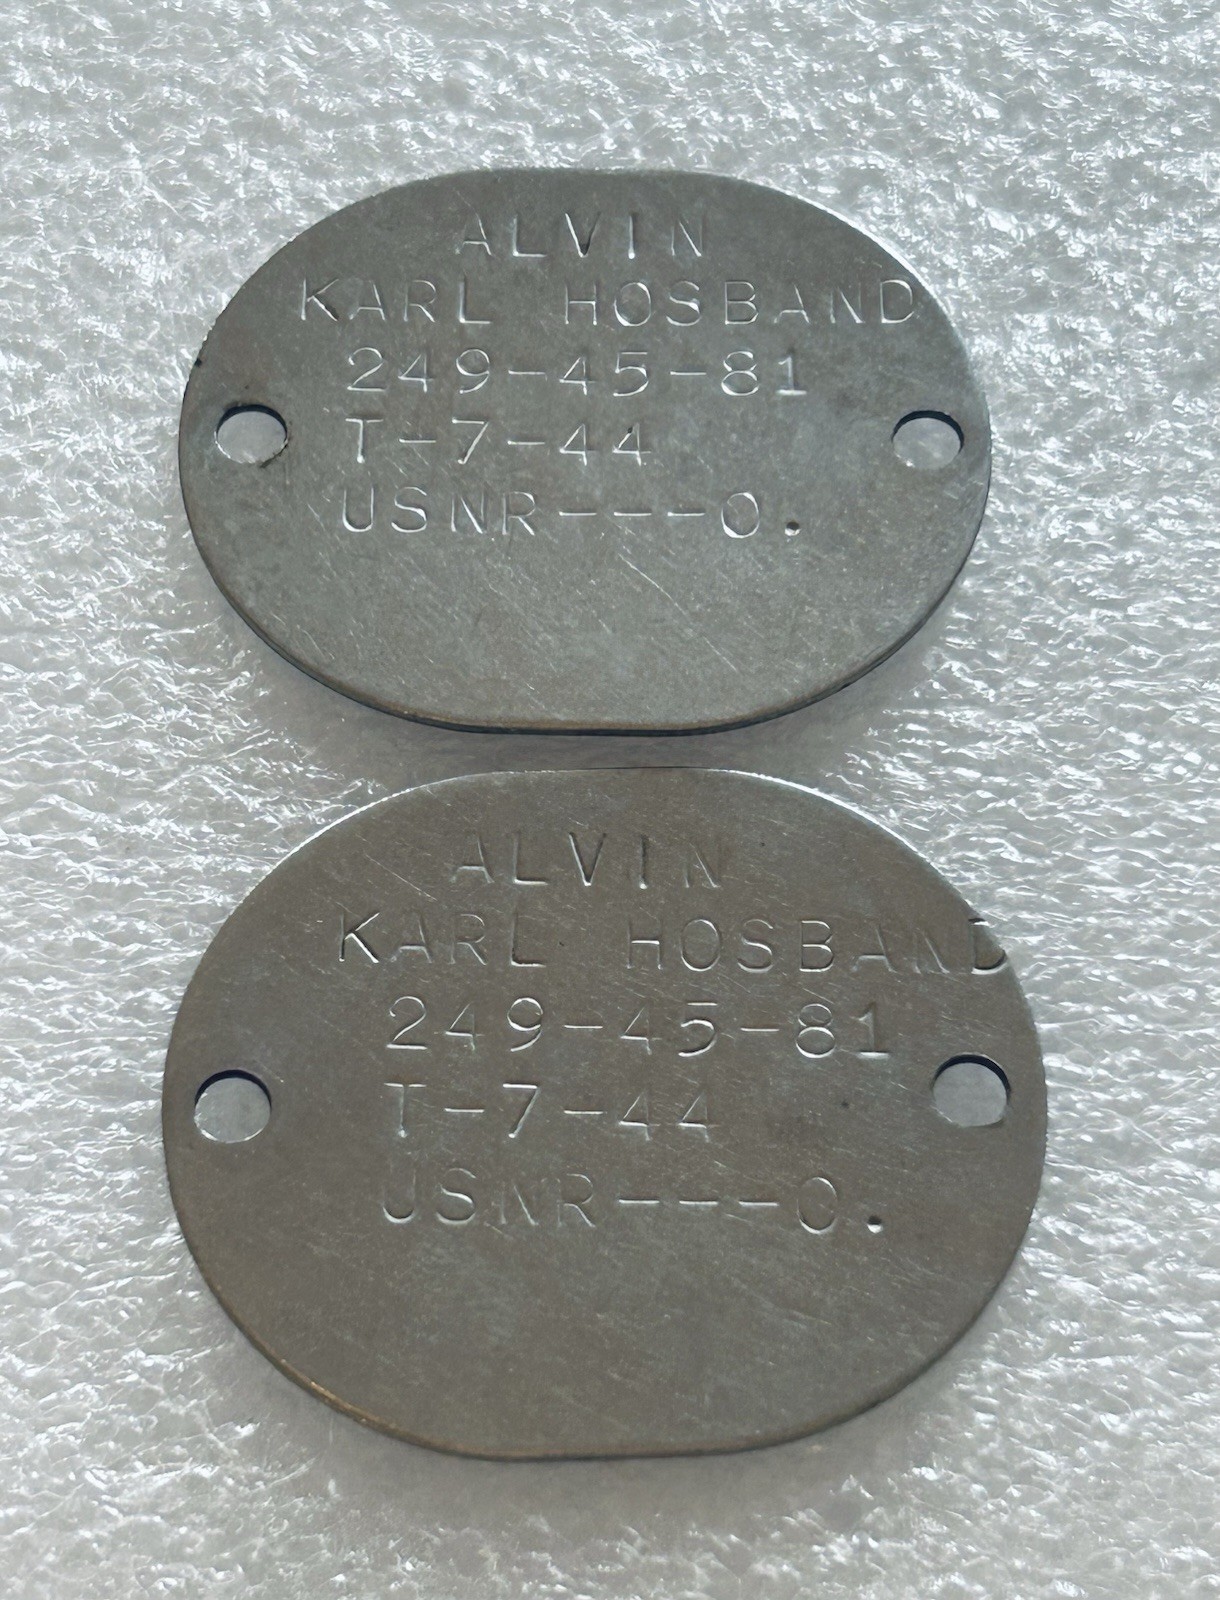 ALVIN
KARL HOSBAND
249-45-81
T-7-44
USNR---O.
ALVIN
KARL HOSBAND
249-45-81
T-7-44
USNR---O.